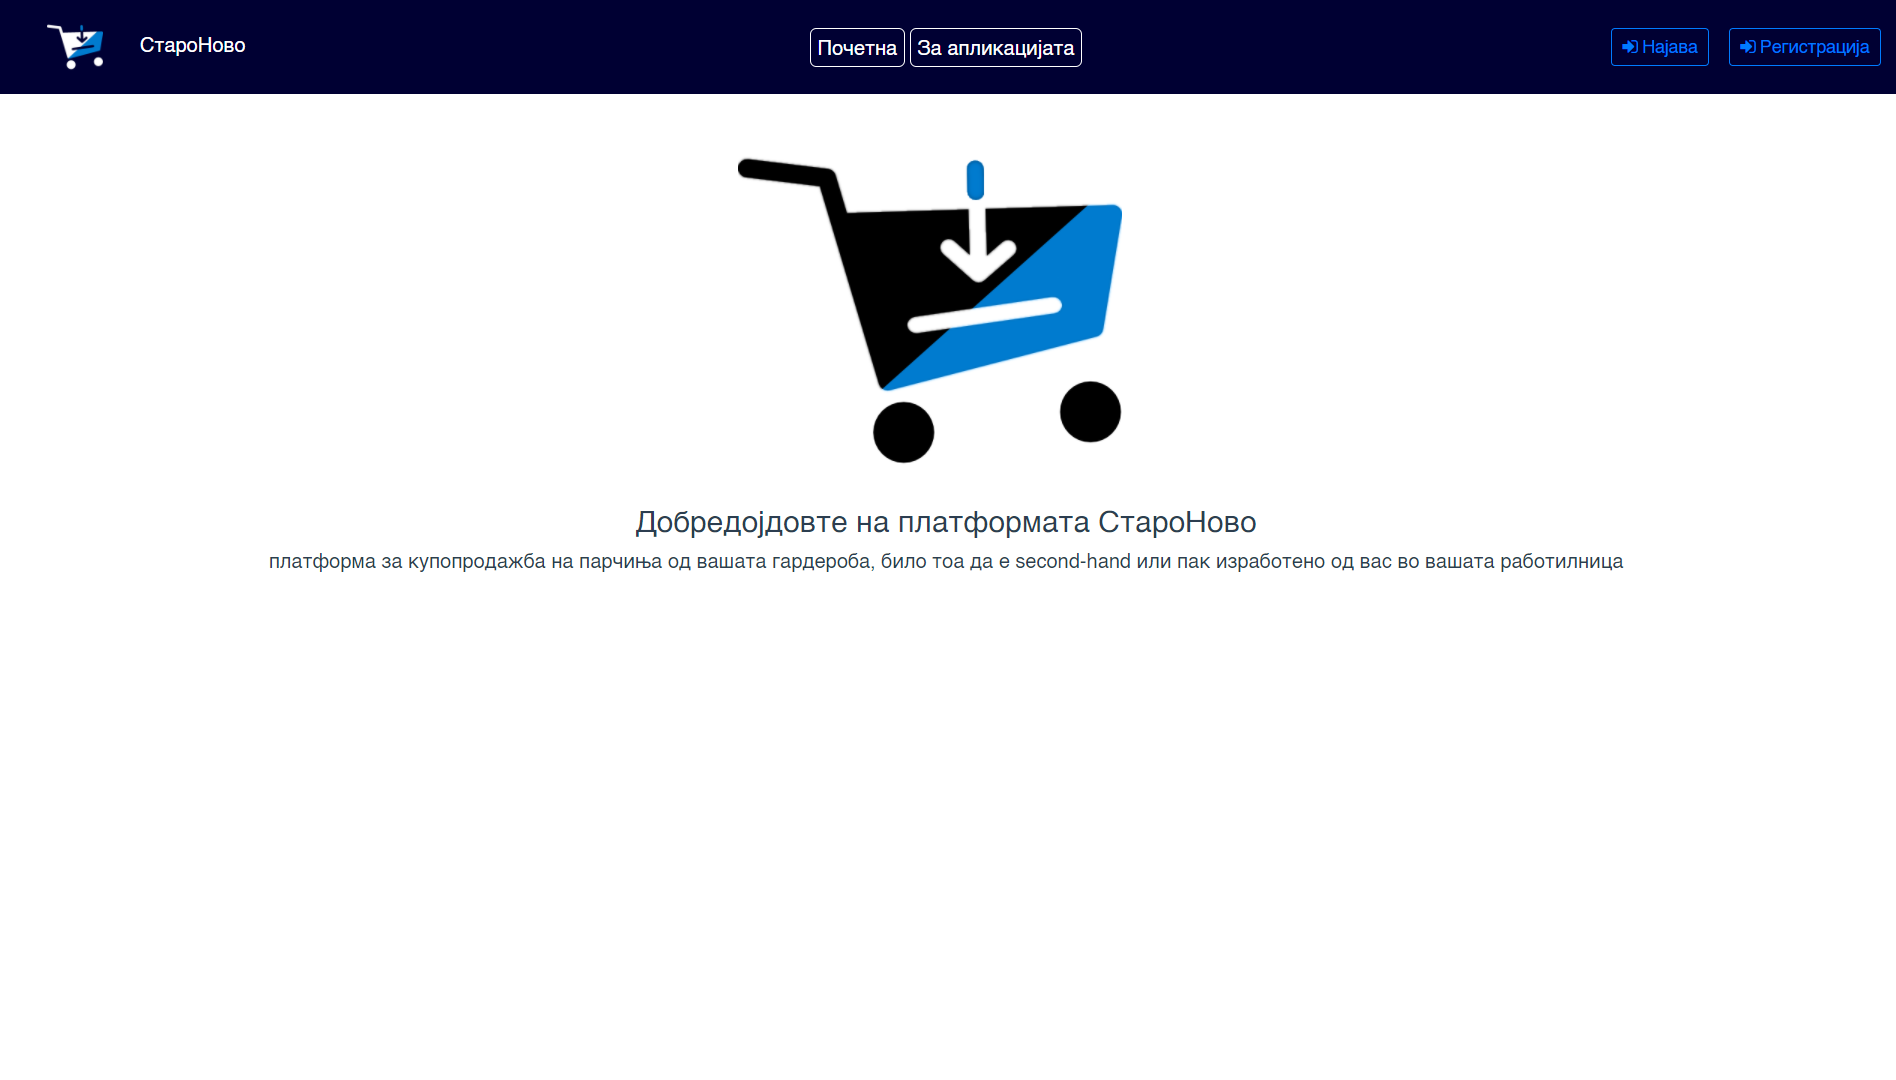 СтароНово
Почетна
За апликацијата
Најава
Регистрација
Добредојдовте на платформата СтароНово
платформа за купопродажба на парчиња од вашата гардероба, било тоа да е second-hand или пак изработено од вас во вашата работилница